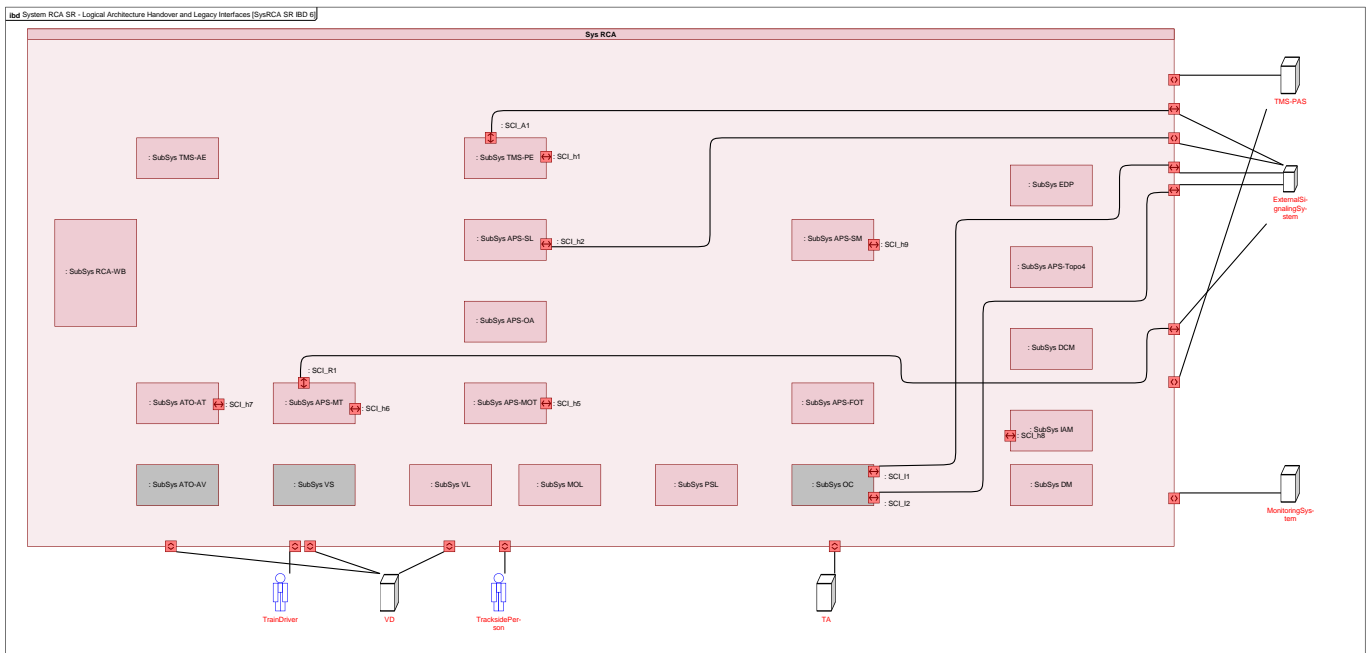 ibd System RCA SR - Logical Architecture Handover and Legacy Interfaces [SysRCA SR IBD 6]
Sys RCA
TMS-PAS
: SCI_A1
: SubSys TMS-AE
: SubSys TMS-PE
: SCI_h1
: SubSys EDP
ExternalSi-
gnalingSy-
stem
: SubSys APS-SL
: SCI_h2
: SubSys APS-SM
: SCI_h9
: SubSys RCA-WB
: SubSys APS-Topo4
: SubSys APS-OA
: SubSys DCM
: SCI_R1
: SubSys ATO-AT
: SCI_h7
: SubSys APS-MT
: SCI_h6
: SubSys APS-MOT
: SCI_h5
: SubSys APS-FOT
: SubSys IAM
: SCI_h8
: SubSys ATO-AV
: SubSys VS
: SubSys VL
: SubSys MOL
: SubSys PSL
: SubSys OC
: SCI_I1
: SCI_I2
: SubSys DM
MonitoringSys-
tem
TrainDriver
VD
TracksidePer-
son
TA